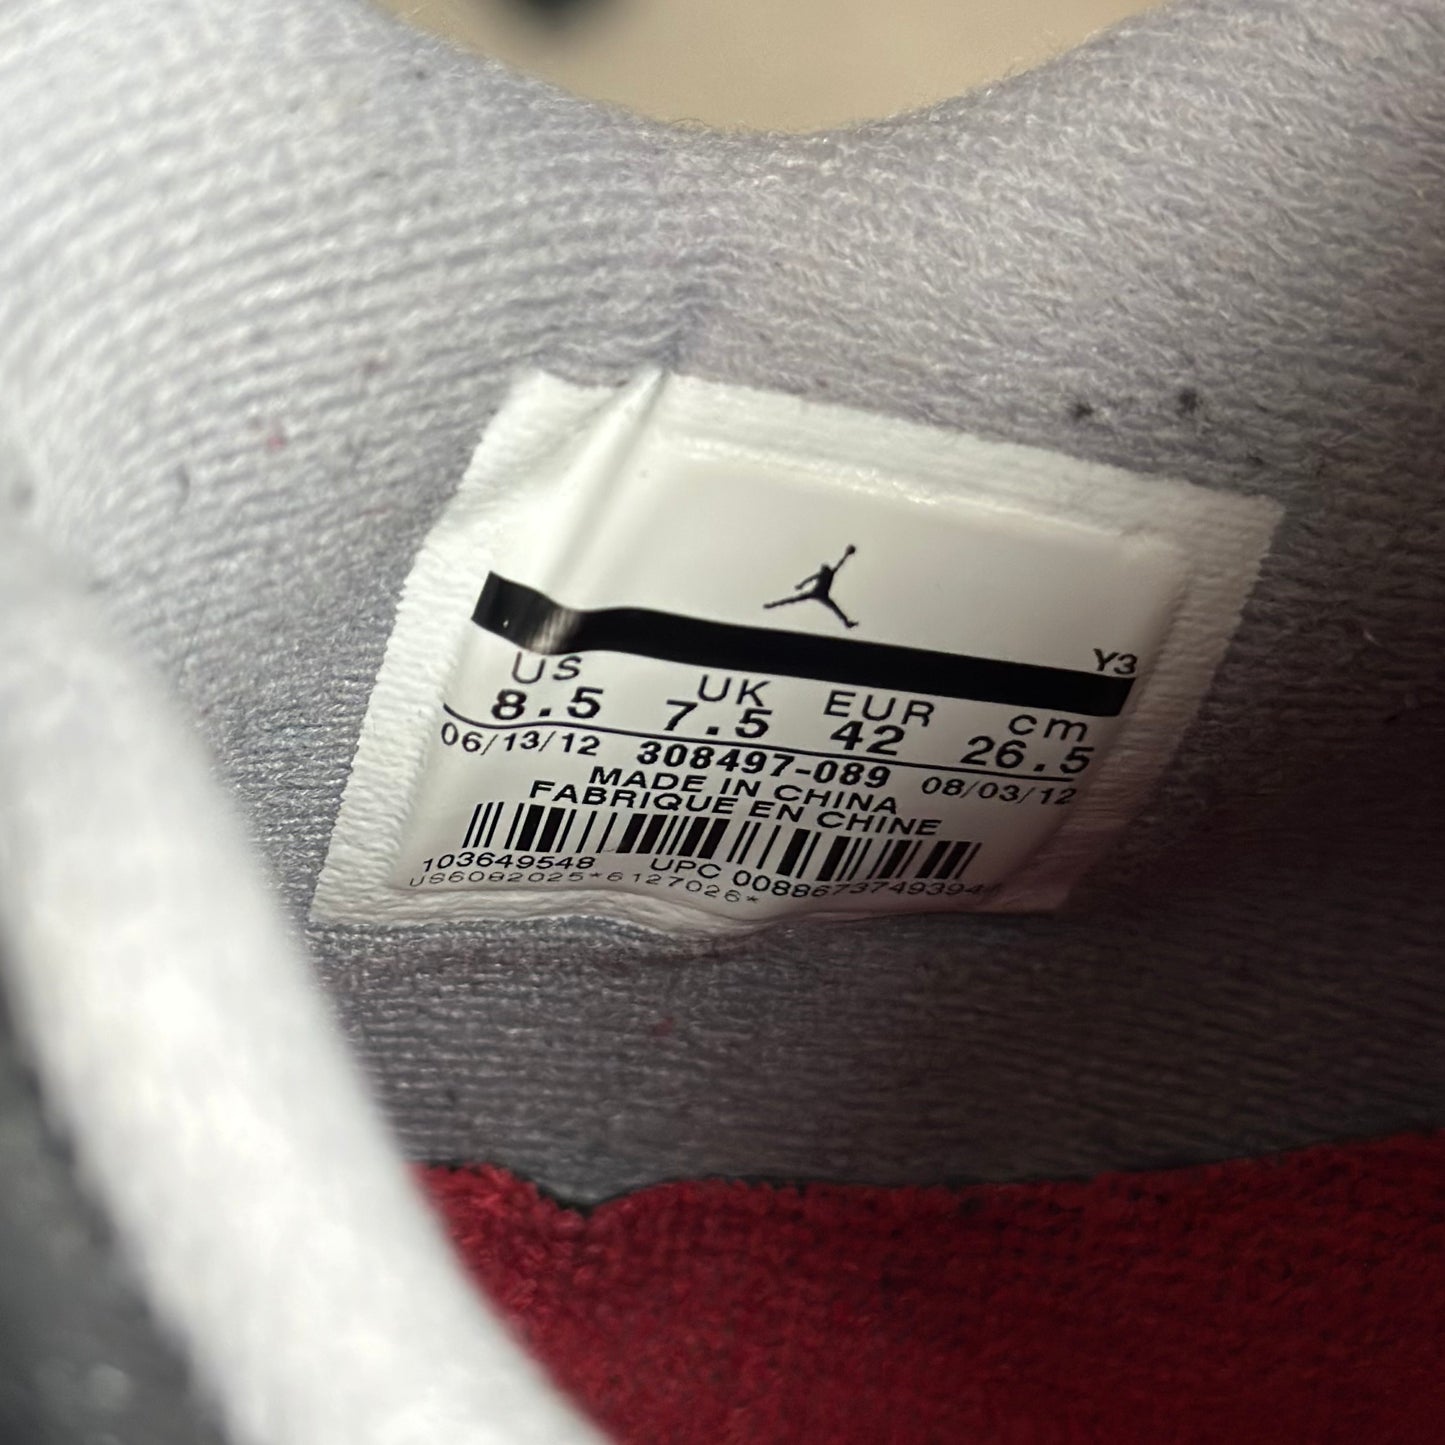 Y3
US UK EUR cm
8.5 7.5 42 26.5
06/13/12 308497-089 08/03/12
MADE IN CHINA
FABRIQUE EN CHINE
103649548 UPC
US6082025*6127026*